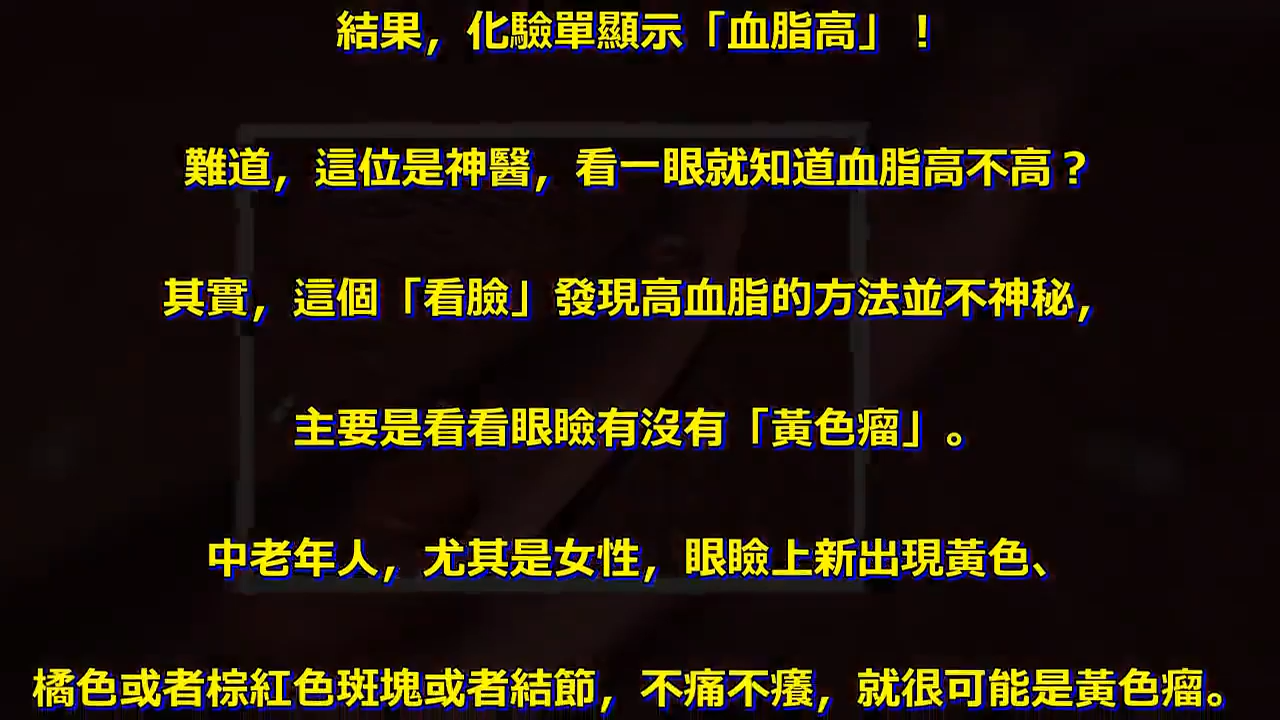 結果，化驗單顯示「血脂高」！
難道，這位是神醫，看一眼就知道血脂高不高？
其實，這個「看臉」發現高血脂的方法並不神秘，
主要是看看眼瞼有沒有「黃色瘤」。
中老年人，尤其是女性，眼瞼上新出現黃色、
橘色或者棕紅色斑塊或者結節，不痛不癢，就很可能是黃色瘤。